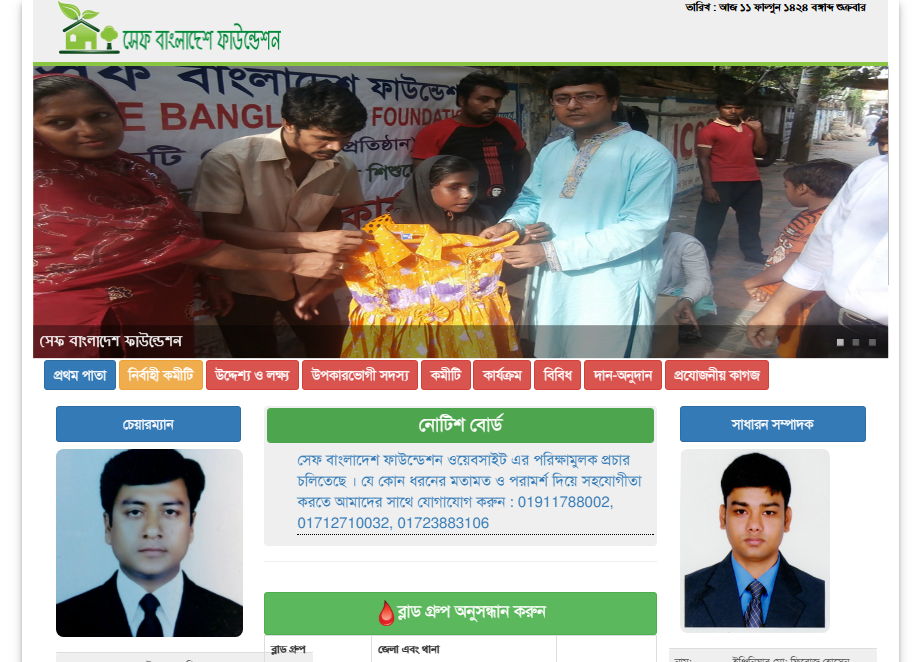 তারিখ : আজ ১১ ফাল্গুন ১৪২৪ বঙ্গাব্দ শুক্রবার
সেফ বাংলাদেশ ফাউন্ডেশন
সেফ বাংলাদেশ ফাউন্ডেশন
প্রথম পাতা
নির্বাহী কমীটি
উদ্দেশ্য ও লক্ষ্য
উপকারভোগী সদস্য
কমীটি
কার্যক্রম
বিবিধ
দান-অনুদান
প্রযোজনীয় কাগজ
চেয়ারম্যান
নোটিশ বোর্ড
সাধারন সম্পাদক
সেফ বাংলাদেশ ফাউন্ডেশন ওয়েবসাইট এর পরিক্ষামুলক প্রচার
চলিতেছে । যে কোন ধরনের মতামত ও পরামর্শ দিয়ে সহযোগীতা
করতে আমাদের সাথে যোগাযোগ করুন : 01911788002,
01712710032, 01723883106
ব্লাড গ্রুপ অনুসন্ধান করুন
ব্লাড গ্রুপ
জেলা এবং থানা